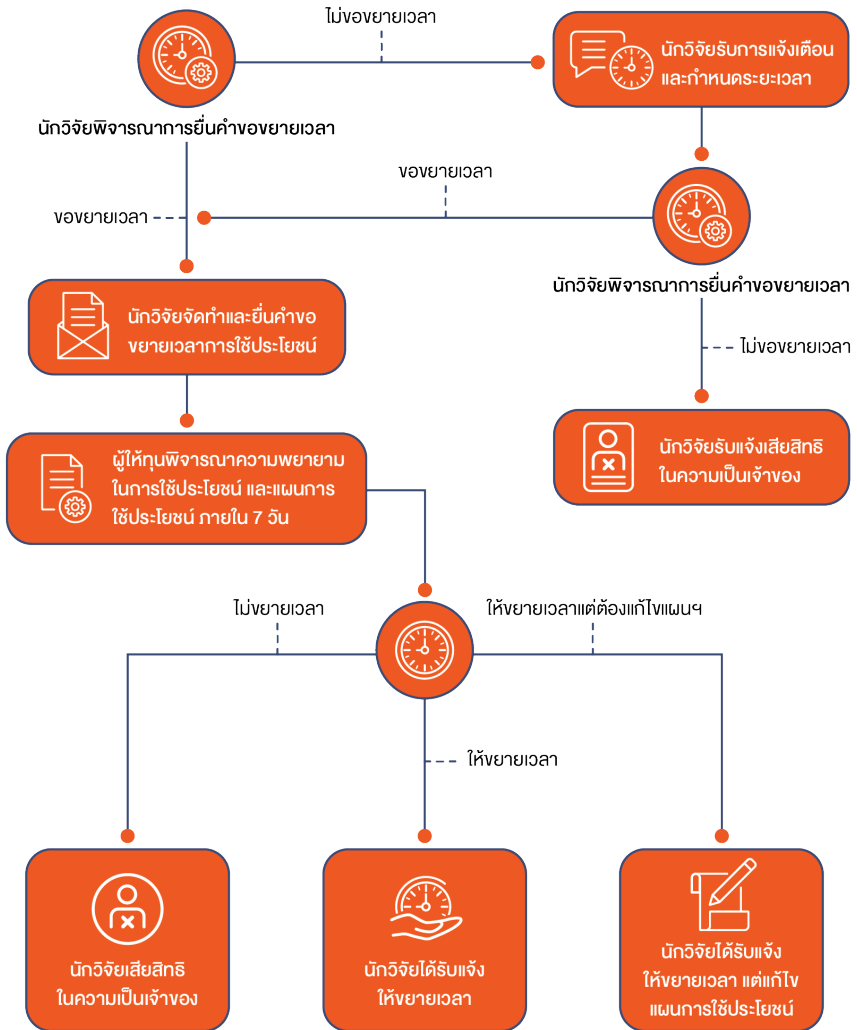 ไม่ขอขยายเวลา
นักวิจัยรับการแจ้งเตือน
และกำหนดระยะเวลา
นักวิจัยพิจารณาการยื่นคำขอขยายเวลา
ขอขยายเวลา
ขอขยายเวลา
นักวิจัยพิจารณาการยื่นคำขอขยายเวลา
นักวิจัยจัดทำและยื่นคำขอ
ขยายเวลาการใช้ประโยชน์
ไม่ขอขยายเวลา
นักวิจัยรับแจ้งเสียสิทธิ
ในความเป็นเจ้าของ
ผู้ให้ทุนพิจารณาความพยายาม
ในการใช้ประโยชน์ และแผนการ
ใช้ประโยชน์ ภายใน 7 วัน
ไม่ขยายเวลา
ให้ขยายเวลาแต่ต้องแก้ไขแผนฯ
ให้ขยายเวลา
นักวิจัยเสียสิทธิ
ในความเป็นเจ้าของ
นักวิจัยได้รับแจ้ง
ให้ขยายเวลา
นักวิจัยได้รับแจ้ง
ให้ขยายเวลา แต่แก้ไข
แผนการใช้ประโยชน์